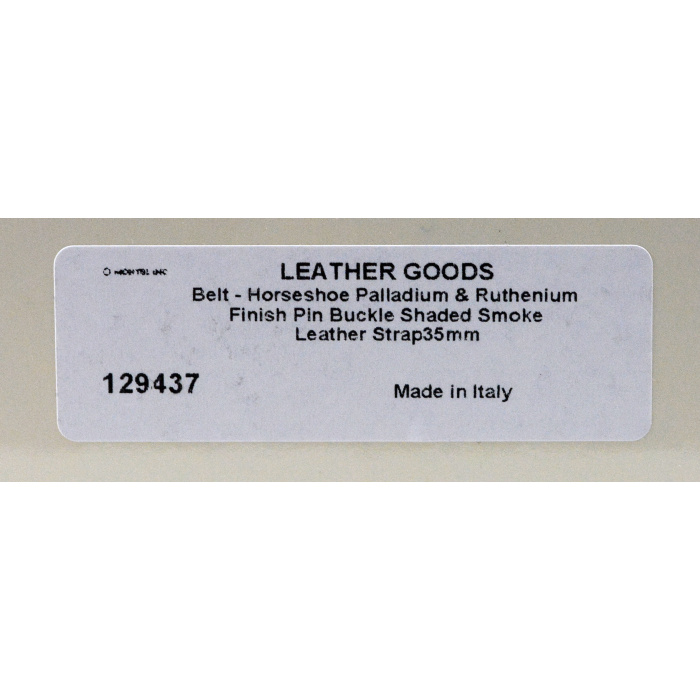 LEATHER GOODS
Belt - Horseshoe Palladium & Ruthenium
Finish Pin Buckle Shaded Smoke
Leather Strap35mm
129437
Made in Italy